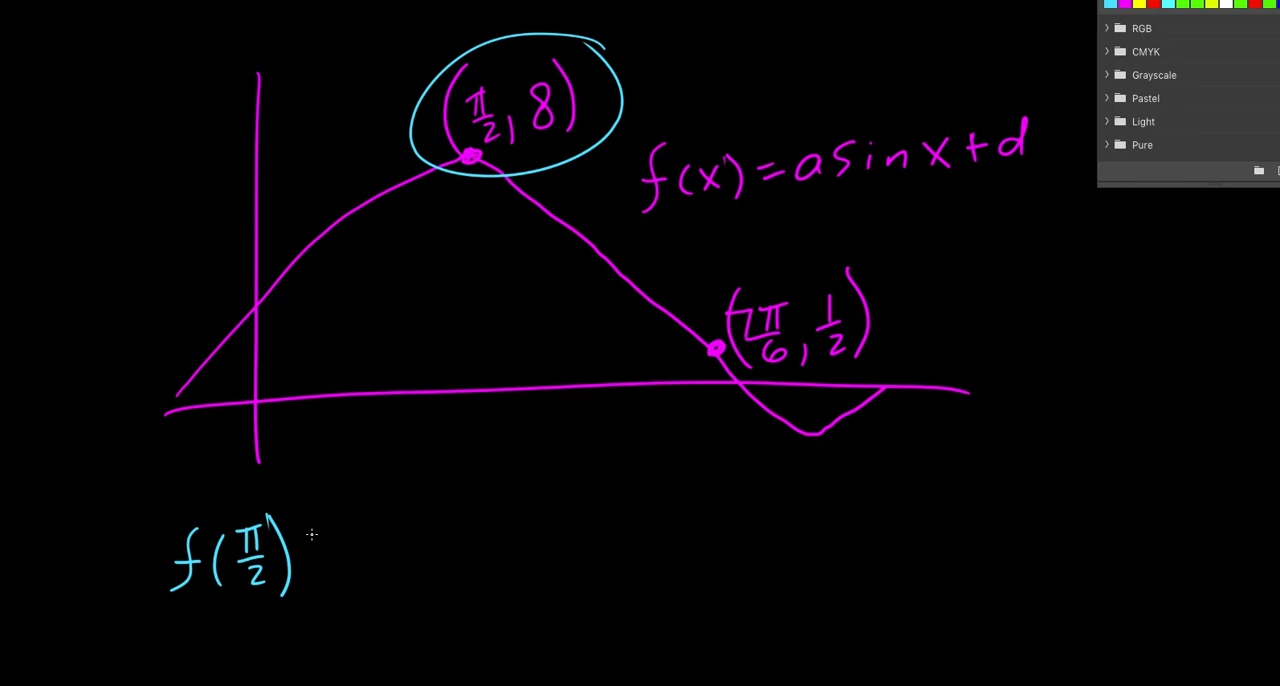 RGB
CMYK
Grayscale
Pastel
Light
Pure
(π/2, 8)
f(x) = a sin x + d
(7π/6, 1/2)
f(π/2)